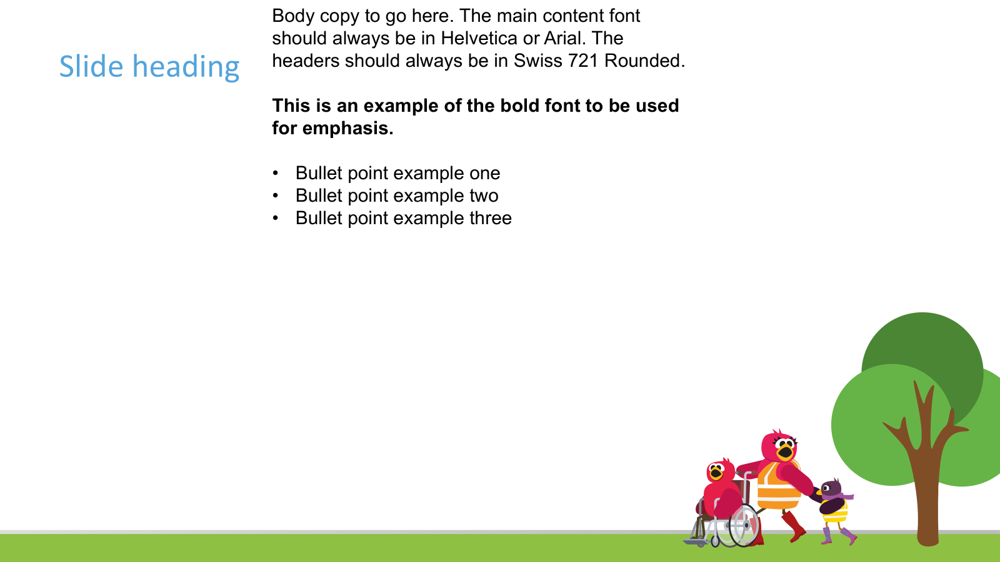 Slide heading
Body copy to go here. The main content font
should always be in Helvetica or Arial. The
headers should always be in Swiss 721 Rounded.
This is an example of the bold font to be used
for emphasis.
• Bullet point example one
• Bullet point example two
• Bullet point example three